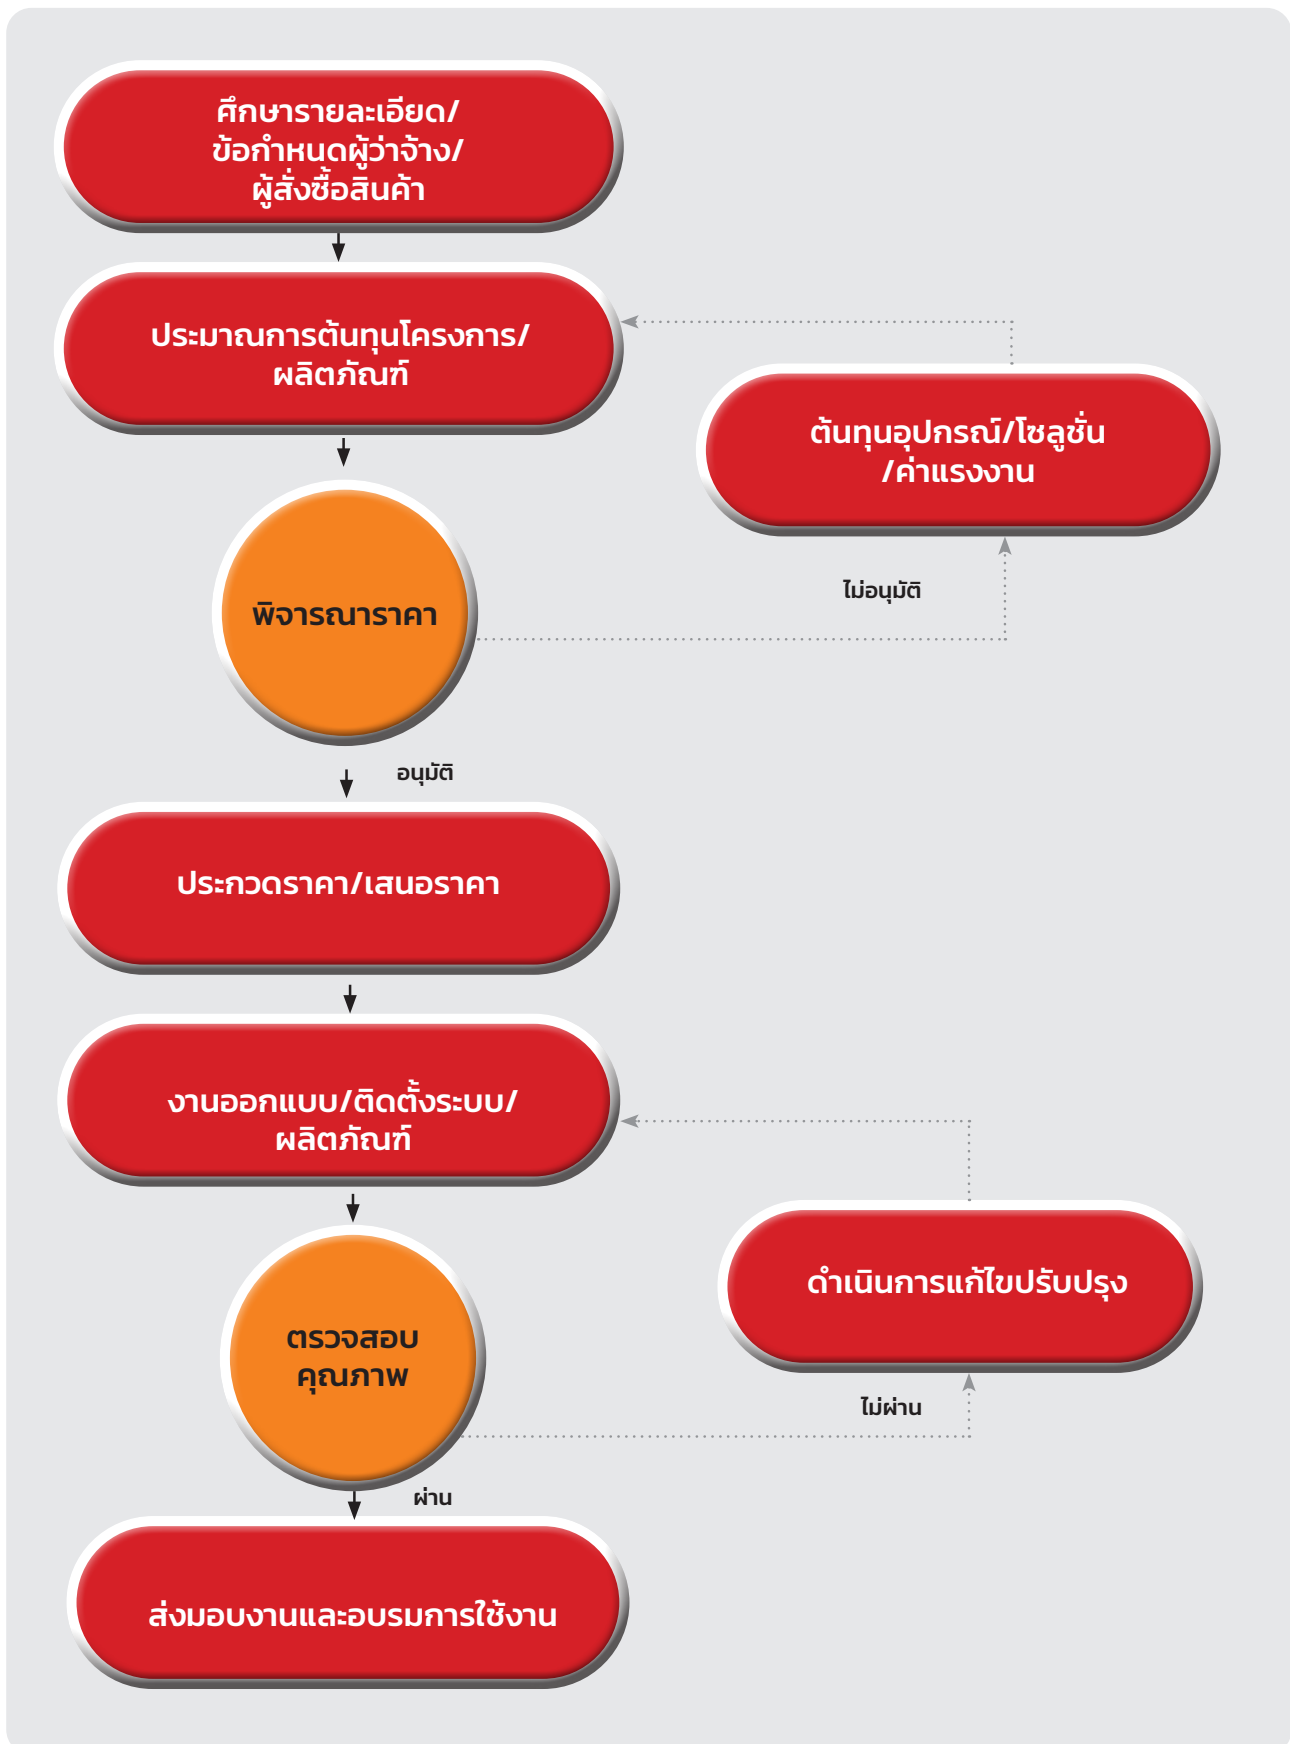 ศึกษารายละเอียด/
ข้อกำหนดผู้ว่าจ้าง/
ผู้สั่งซื้อสินค้า
ประมาณการต้นทุนโครงการ/
ผลิตภัณฑ์
ต้นทุนอุปกรณ์/โซลูชั่น
/ค่าแรงงาน
ไม่อนุมัติ
พิจารณาราคา
อนุมัติ
ประกวดราคา/เสนอราคา
งานออกแบบ/ติดตั้งระบบ/
ผลิตภัณฑ์
ดำเนินการแก้ไขปรับปรุง
ตรวจสอบ
คุณภาพ
ไม่ผ่าน
ผ่าน
ส่งมอบงานและอบรมการใช้งาน